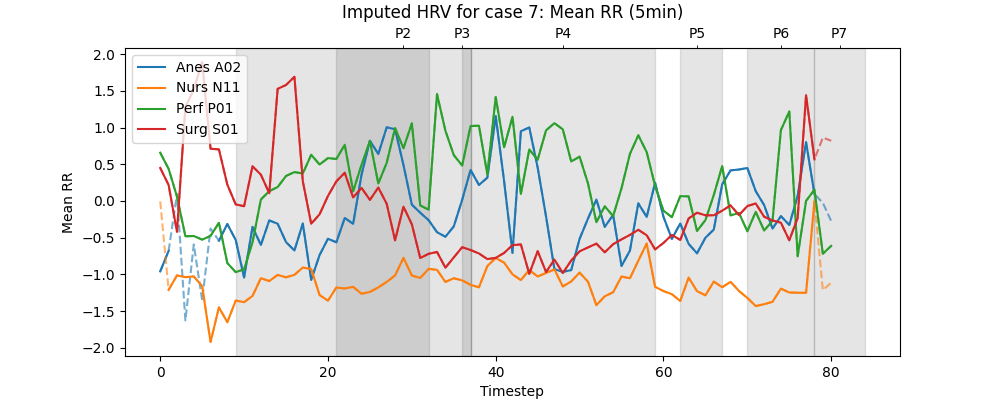 Imputed HRV for case 7: Mean RR (5min)
P2 P3 P4 P5 P6 P7
Anes A02
Nurs N11
Perf P01
Surg S01
Mean RR
2.0
1.5
1.0
0.5
0.0
−0.5
−1.0
−1.5
−2.0
0 20 40 60 80
Timestep